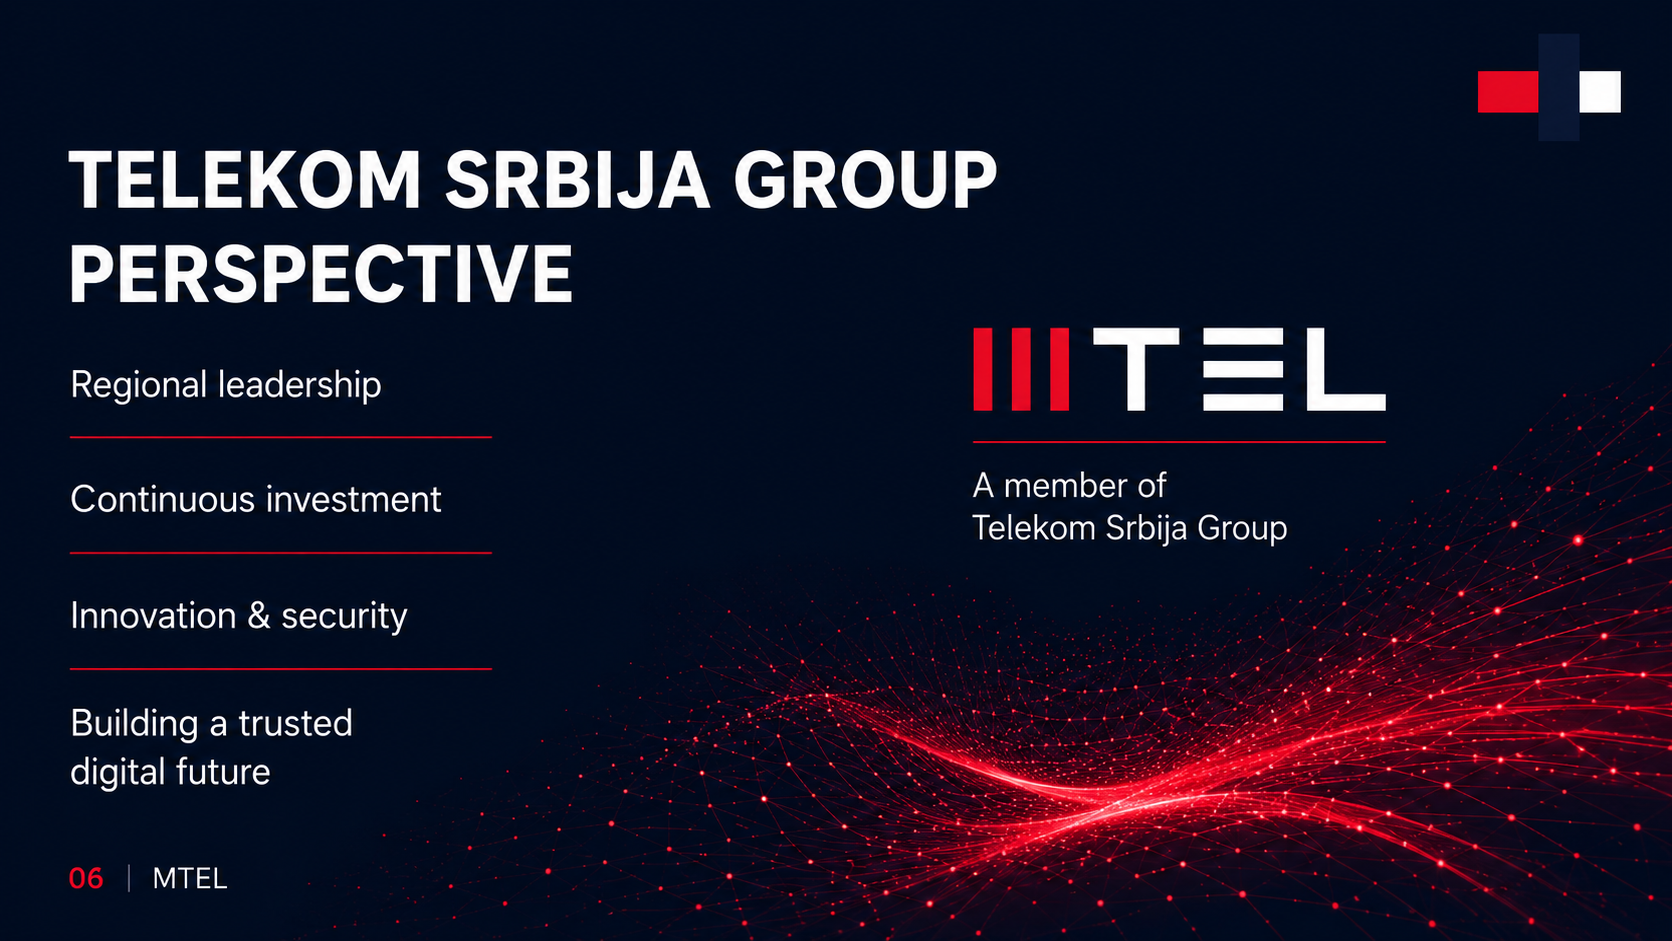 TELEKOM SRBIJA GROUP
PERSPECTIVE
Regional leadership
Continuous investment
Innovation & security
Building a trusted
digital future
MTEL
A member of
Telekom Srbija Group
06 | MTEL